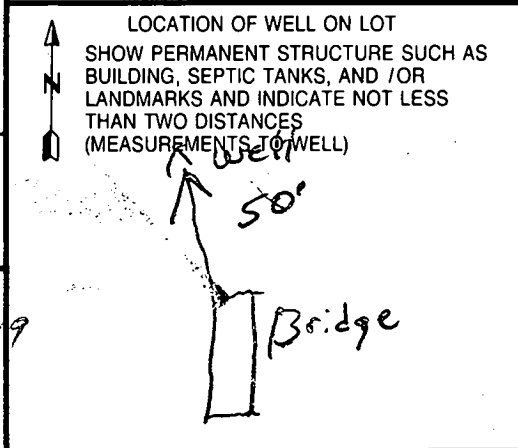 LOCATION OF WELL ON LOT
SHOW PERMANENT STRUCTURE SUCH AS
BUILDING, SEPTIC TANKS, AND / OR
LANDMARKS AND INDICATE NOT LESS
THAN TWO DISTANCES
(MEASUREMENTS TO WELL)
N
well
50'
Bridge
9